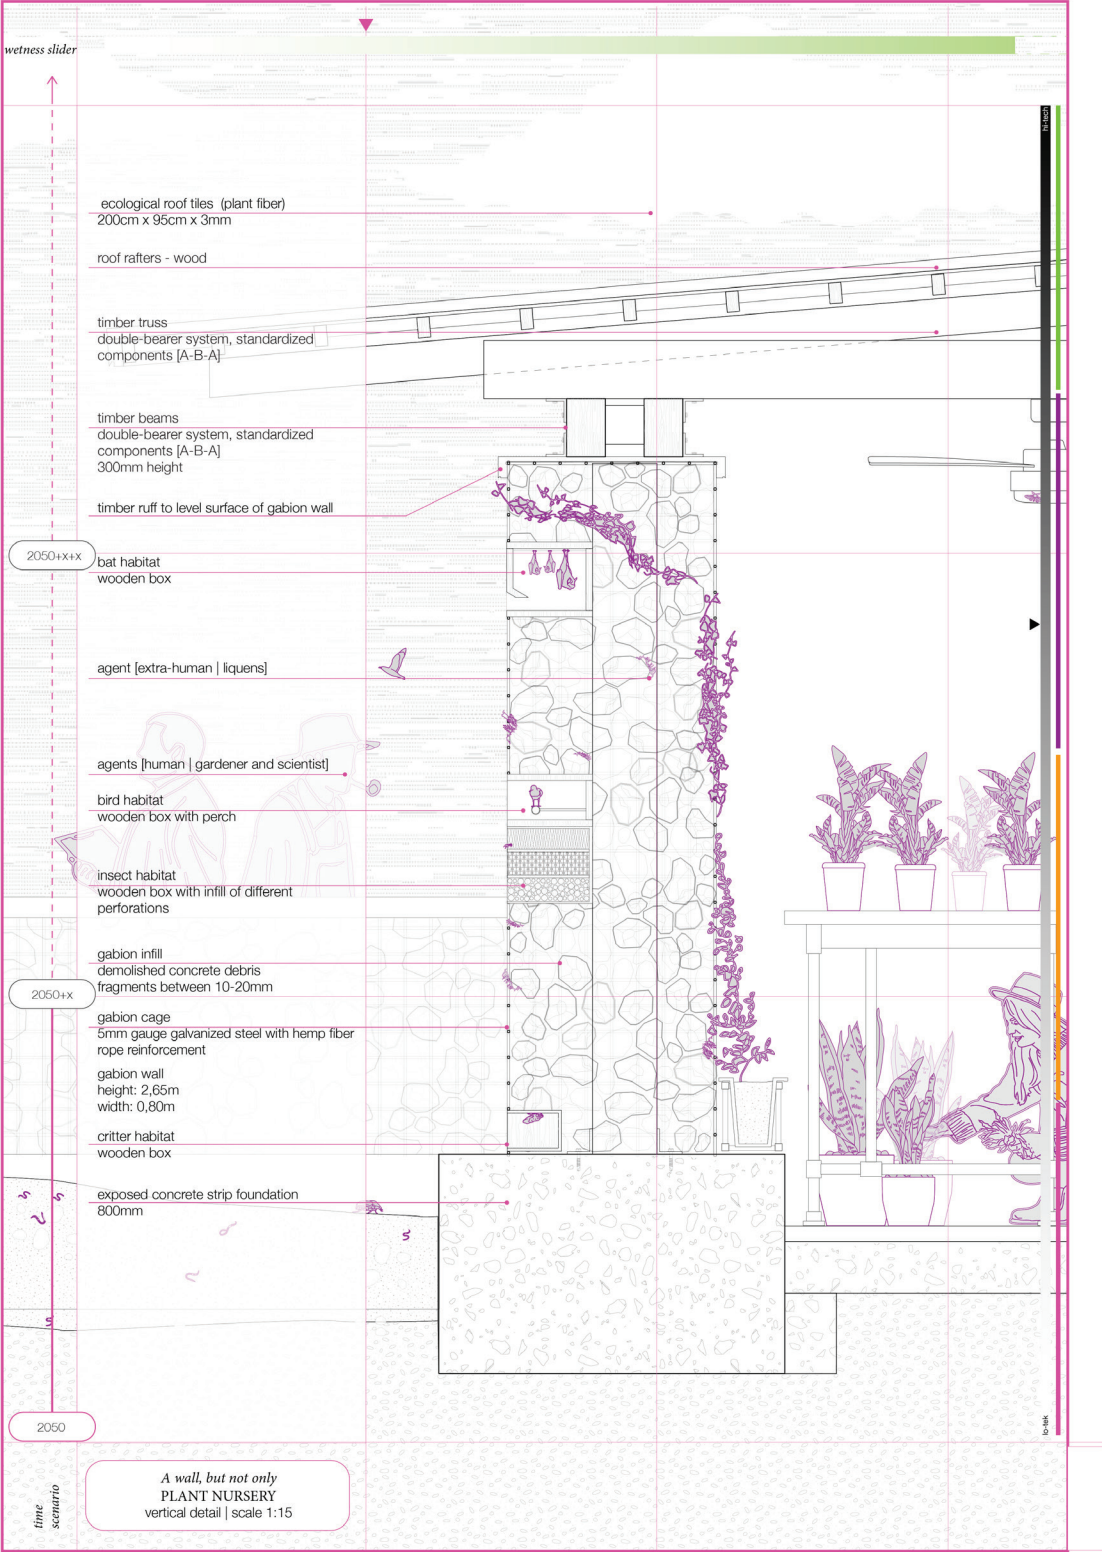 wetness slider
hi-tech
ecological roof tiles (plant fiber)
200cm x 95cm x 3mm
roof rafters - wood
timber truss
double-bearer system, standardized
components [A-B-A]
timber beams
double-bearer system, standardized
components [A-B-A]
300mm height
timber ruff to level surface of gabion wall
2050+x+x
bat habitat
wooden box
agent [extra-human | liquens]
agents [human | gardener and scientist]
bird habitat
wooden box with perch
insect habitat
wooden box with infill of different
perforations
gabion infill
demolished concrete debris
fragments between 10-20mm
2050+x
gabion cage
5mm gauge galvanized steel with hemp fiber
rope reinforcement
gabion wall
height: 2,65m
width: 0,80m
critter habitat
wooden box
exposed concrete strip foundation
800mm
2050
lo-tek
time
scenario
A wall, but not only
PLANT NURSERY
vertical detail | scale 1:15